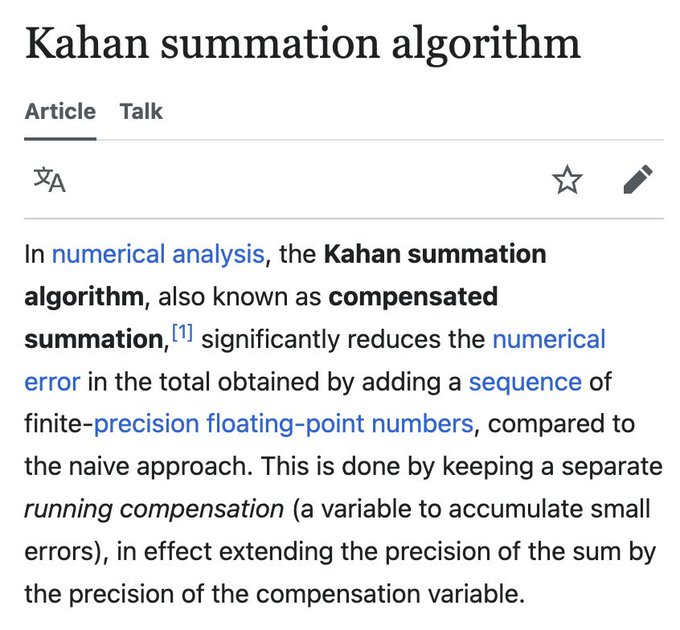 Kahan summation algorithm
Article Talk
文A
In numerical analysis, the Kahan summation
algorithm, also known as compensated
summation,[1] significantly reduces the numerical
error in the total obtained by adding a sequence of
finite-precision floating-point numbers, compared to
the naive approach. This is done by keeping a separate
running compensation (a variable to accumulate small
errors), in effect extending the precision of the sum by
the precision of the compensation variable.